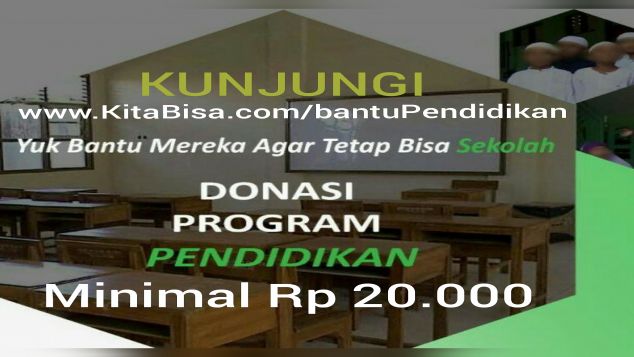 KUNJUNGI
www.KitaBisa.com/bantuPendidikan
Yuk Bantu Mereka Agar Tetap Bisa Sekolah
DONASI
PROGRAM
PENDIDIKAN
Minimal Rp 20.000